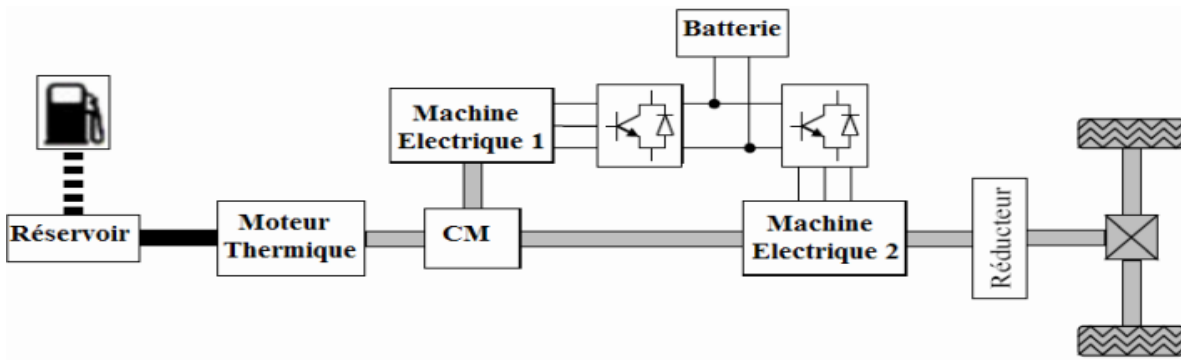 Batterie
Machine
Electrique 1
Réservoir
Moteur
Thermique
CM
Machine
Electrique 2
Réducteur